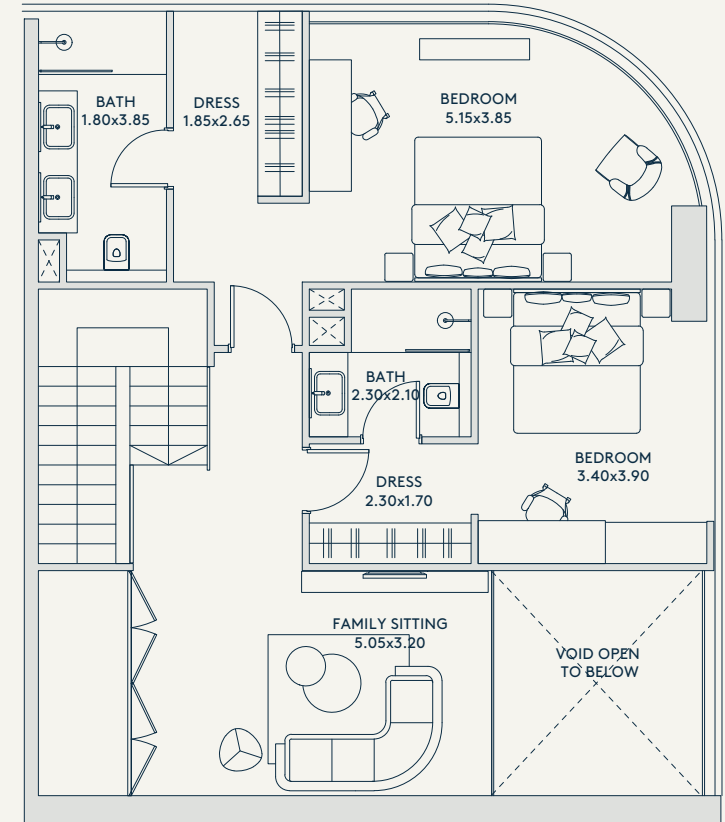 BATH
1.80x3.85
DRESS
1.85x2.65
BEDROOM
5.15x3.85
BATH
2.30x2.10
BEDROOM
3.40x3.90
DRESS
2.30x1.70
FAMILY SITTING
5.05x3.20
VOID OPEN
TO BELOW